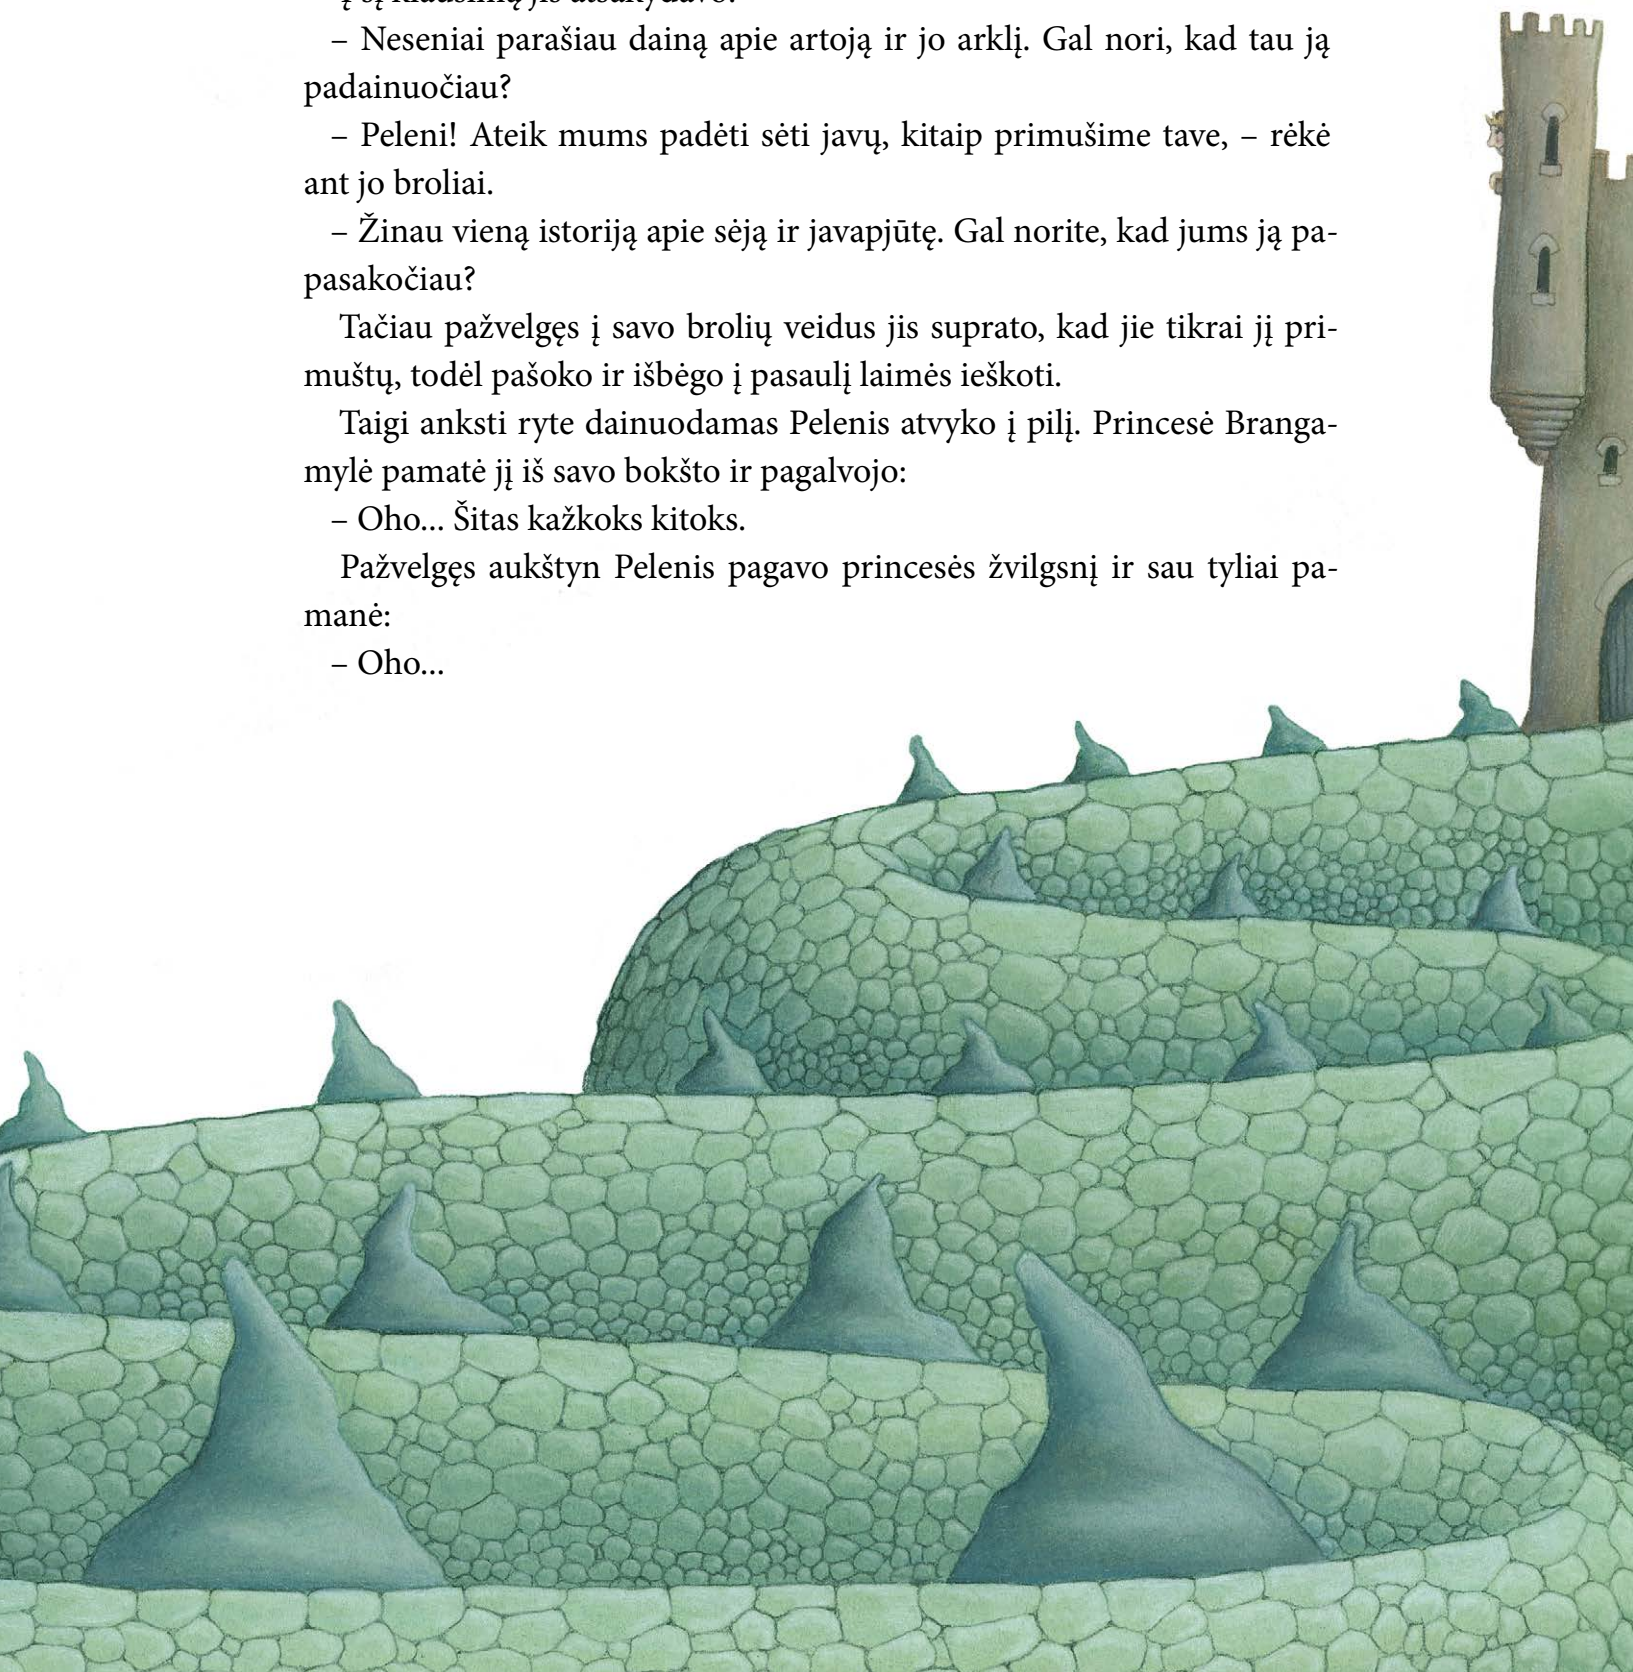 – Neseniai parašiau dainą apie artoją ir jo arklį. Gal nori, kad tau ją
padainuočiau?
– Peleni! Ateik mums padėti sėti javų, kitaip primušime tave, – rėkė
ant jo broliai.
– Žinau vieną istoriją apie sėją ir javapjūtę. Gal norite, kad jums ją pa-
pasakočiau?
Tačiau pažvelgęs į savo brolių veidus jis suprato, kad jie tikrai jį pri-
muštų, todėl pašoko ir išbėgo į pasaulį laimės ieškoti.
Taigi anksti ryte dainuodamas Pelenis atvyko į pilį. Princesė Branga-
mylė pamatė jį iš savo bokšto ir pagalvojo:
– Oho... Šitas kažkoks kitoks.
Pažvelgęs aukštyn Pelenis pagavo princesės žvilgsnį ir sau tyliai pa-
manė:
– Oho...